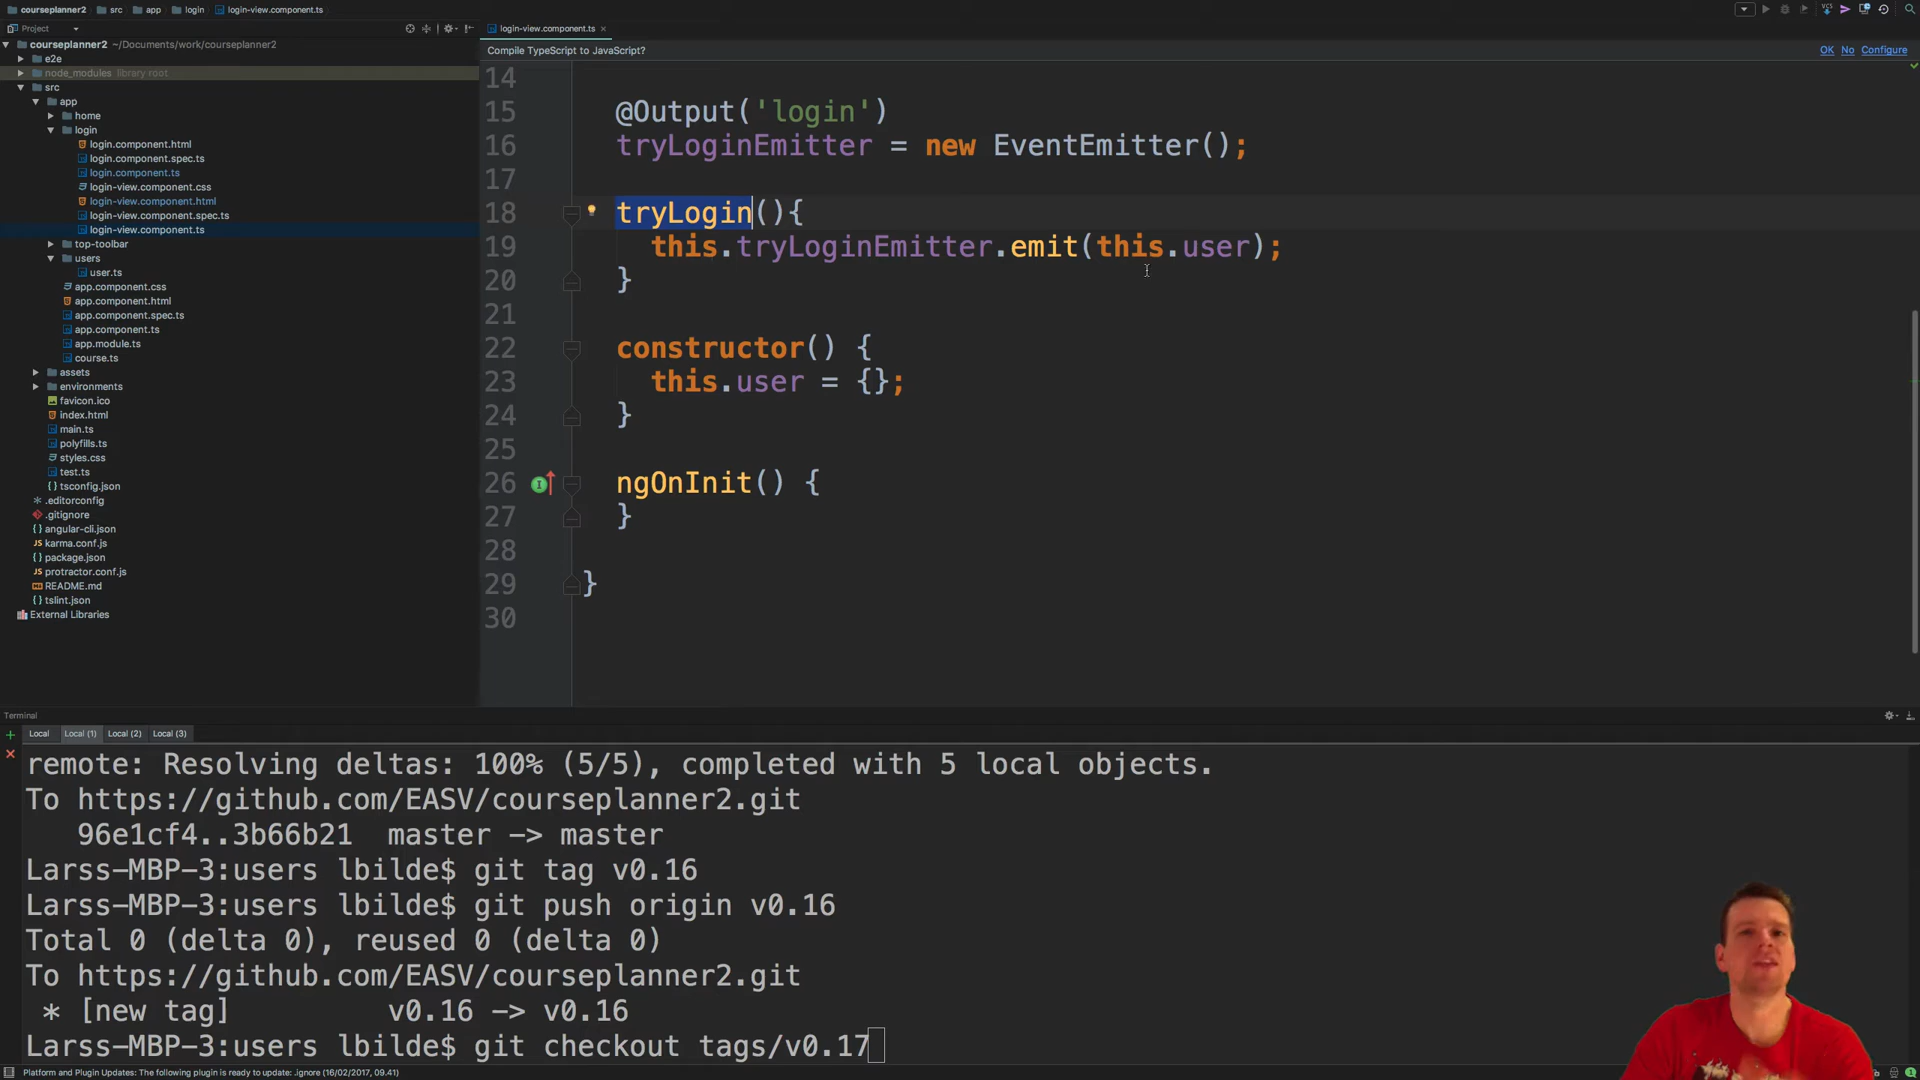 courseplanner2 src app login login-view.component.ts
Project
login-view.component.ts
Compile TypeScript to JavaScript? OK No Configure
courseplanner2 ~/Documents/work/courseplanner2
e2e
node_modules library root
src
app
home
login
login.component.html
login.component.spec.ts
login.component.ts
login-view.component.css
login-view.component.html
login-view.component.spec.ts
login-view.component.ts
top-toolbar
users
user.ts
app.component.css
app.component.html
app.component.spec.ts
app.component.ts
app.module.ts
course.ts
assets
environments
favicon.ico
index.html
main.ts
polyfills.ts
styles.css
test.ts
tsconfig.json
.editorconfig
.gitignore
angular-cli.json
karma.conf.js
package.json
protractor.conf.js
README.md
tslint.json
External Libraries
14
15 @Output('login')
16 tryLoginEmitter = new EventEmitter();
17
18 tryLogin(){
19 this.tryLoginEmitter.emit(this.user);
20 }
21
22 constructor() {
23 this.user = {};
24 }
25
26 ngOnInit() {
27 }
28
29 }
30
Terminal
Local Local (1) Local (2) Local (3)
remote: Resolving deltas: 100% (5/5), completed with 5 local objects.
To https://github.com/EASV/courseplanner2.git
96e1cf4..3b66b21 master -> master
Larss-MBP-3:users lbilde$ git tag v0.16
Larss-MBP-3:users lbilde$ git push origin v0.16
Total 0 (delta 0), reused 0 (delta 0)
To https://github.com/EASV/courseplanner2.git
* [new tag] v0.16 -> v0.16
Larss-MBP-3:users lbilde$ git checkout tags/v0.17
Platform and Plugin Updates: The following plugin is ready to update: .ignore (16/02/2017, 09.41)